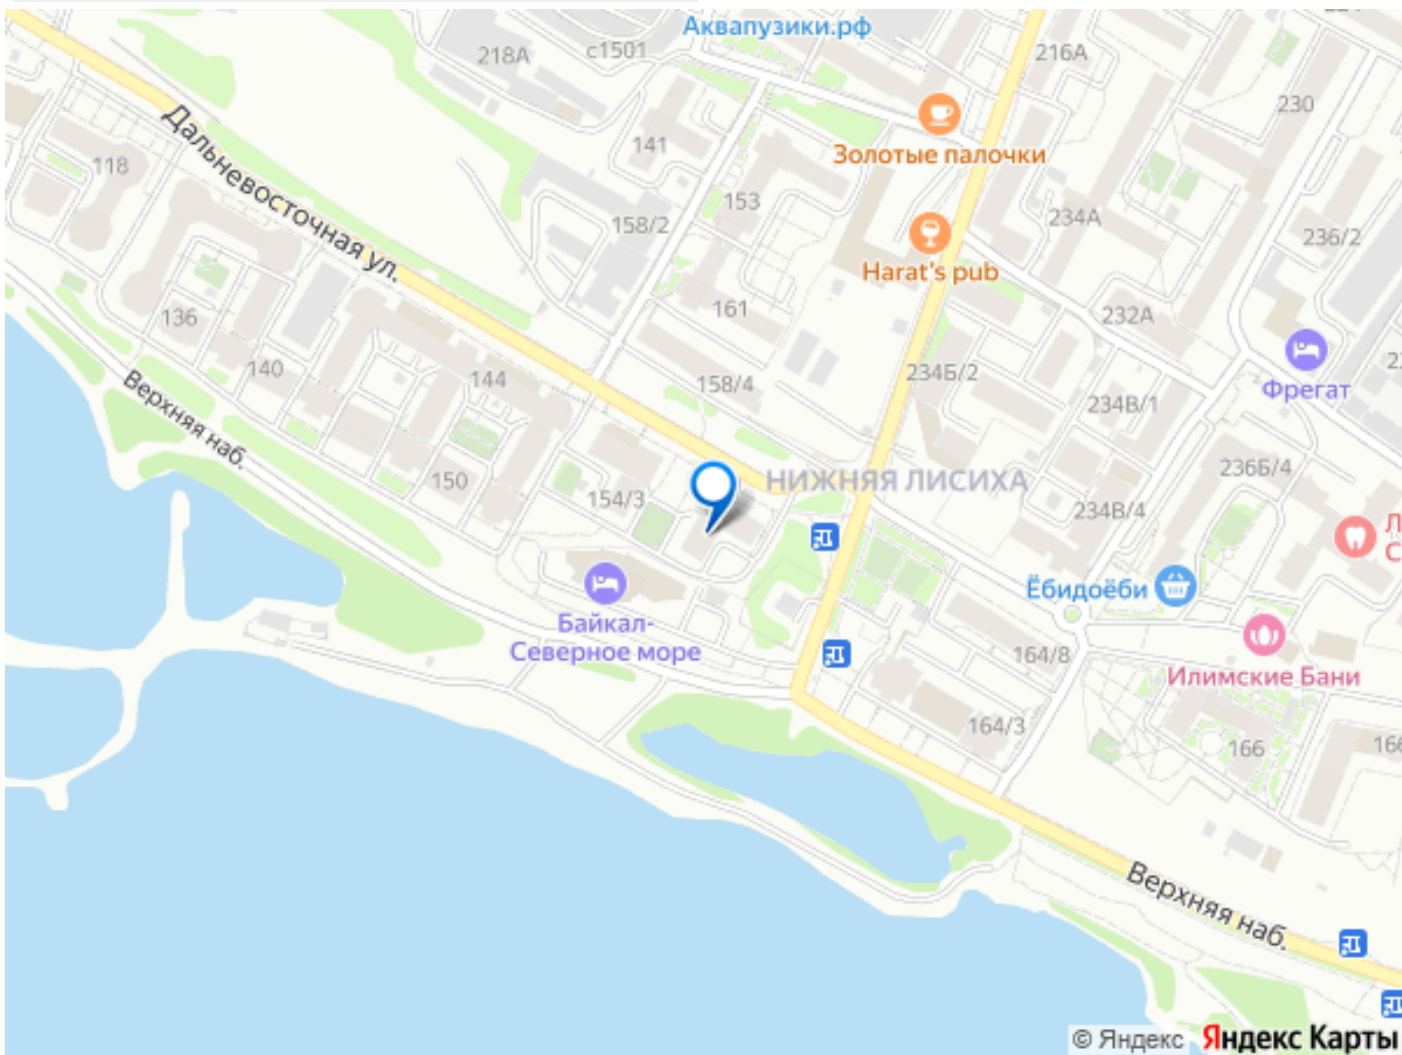 Аквапузики.рф
218А
с1501
216А
230
Золотые палочки
141
118
Дальневосточная ул.
153
158/2
234А
236/2
Harat's pub
161
136
232А
140
144
158/4
234Б/2
Фрегат
234В/1
Верхняя наб.
150
154/3
НИЖНЯЯ ЛИСИХА
236Б/4
234В/4
Ёбидоёби
Байкал-
Северное море
164/8
Илимские Бани
164/3
166
Верхняя наб.
© Яндекс
Яндекс Карты